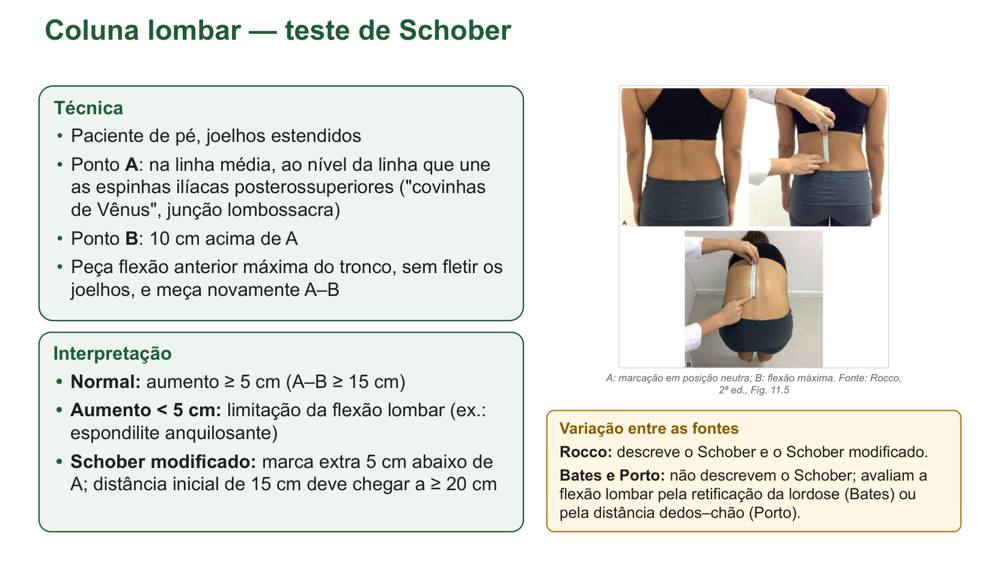 Coluna lombar — teste de Schober
Técnica
• Paciente de pé, joelhos estendidos
• Ponto A: na linha média, ao nível da linha que une
as espinhas ilíacas posterossuperiores ("covinhas
de Vênus", junção lombossacra)
• Ponto B: 10 cm acima de A
• Peça flexão anterior máxima do tronco, sem fletir os
joelhos, e meça novamente A–B
Interpretação
• Normal: aumento ≥ 5 cm (A–B ≥ 15 cm)
• Aumento < 5 cm: limitação da flexão lombar (ex.:
espondilite anquilosante)
• Schober modificado: marca extra 5 cm abaixo de
A; distância inicial de 15 cm deve chegar a ≥ 20 cm
A
B
A: marcação em posição neutra; B: flexão máxima. Fonte: Rocco,
2ª ed., Fig. 11.5
Variação entre as fontes
Rocco: descreve o Schober e o Schober modificado.
Bates e Porto: não descrevem o Schober; avaliam a
flexão lombar pela retificação da lordose (Bates) ou
pela distância dedos–chão (Porto).